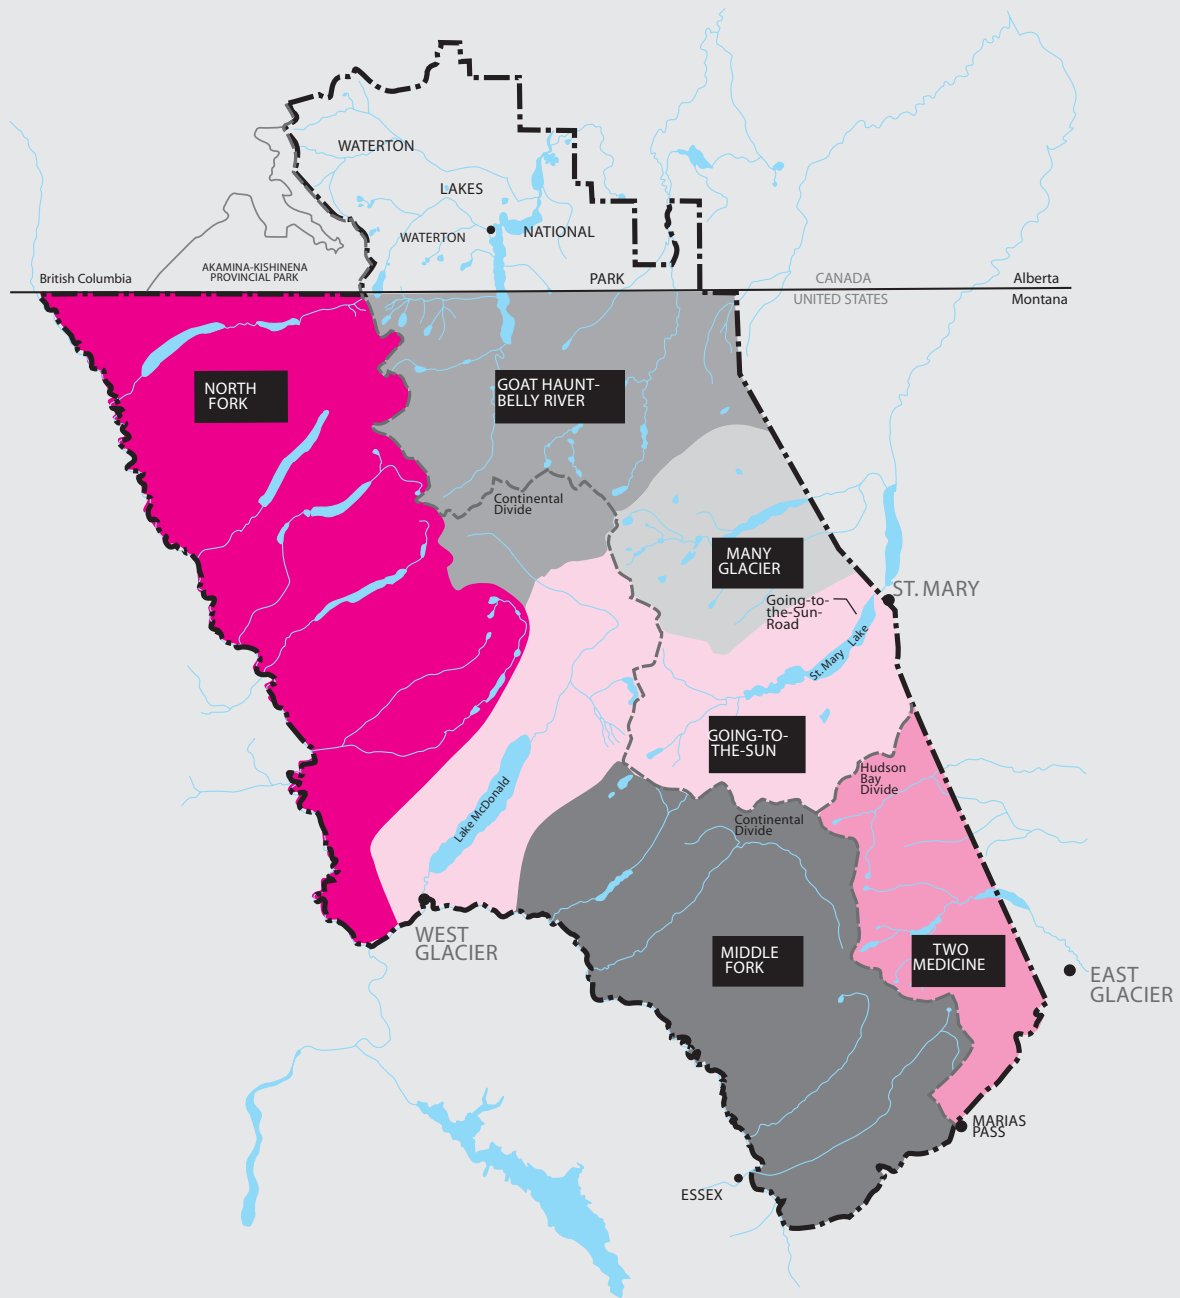 WATERTON
LAKES
WATERTON
NATIONAL
AKAMINA-KISHINENA
PROVINCIAL PARK
British Columbia
PARK
CANADA
Alberta
UNITED STATES
Montana
NORTH
FORK
GOAT HAUNT-
BELLY RIVER
Continental
Divide
MANY
GLACIER
ST. MARY
Going-to-
the-Sun-
Road
St. Mary Lake
GOING-TO-
THE-SUN
Hudson
Bay
Divide
Lake McDonald
Continental
Divide
WEST
GLACIER
MIDDLE
FORK
TWO
MEDICINE
EAST
GLACIER
MARIAS
PASS
ESSEX